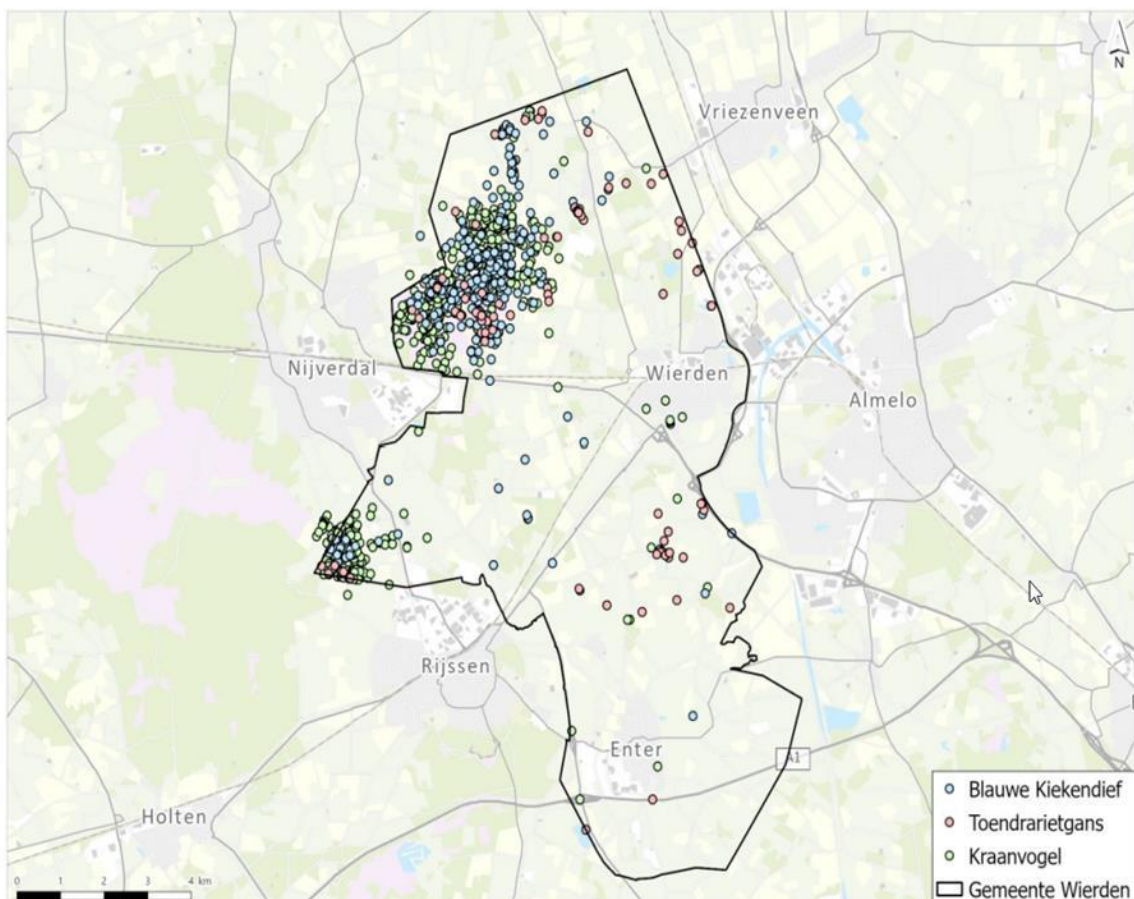 N
Vriezenveen
Nijverdal
Wierden
Almelo
Rijssen
Enter
A1
Holten
0 1 2 3 4 km
Blauwe Kiekendief
Toendrarietgans
Kraanvogel
Gemeente Wierden